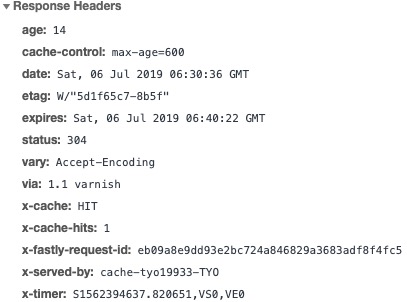 Response Headers
age: 14
cache-control: max-age=600
date: Sat, 06 Jul 2019 06:30:36 GMT
etag: W/"5d1f65c7-8b5f"
expires: Sat, 06 Jul 2019 06:40:22 GMT
status: 304
vary: Accept-Encoding
via: 1.1 varnish
x-cache: HIT
x-cache-hits: 1
x-fastly-request-id: eb09a8e9dd93e2bc724a846829a3683adf8f4fc5
x-served-by: cache-tyo19933-TYO
x-timer: S1562394637.820651,VS0,VE0